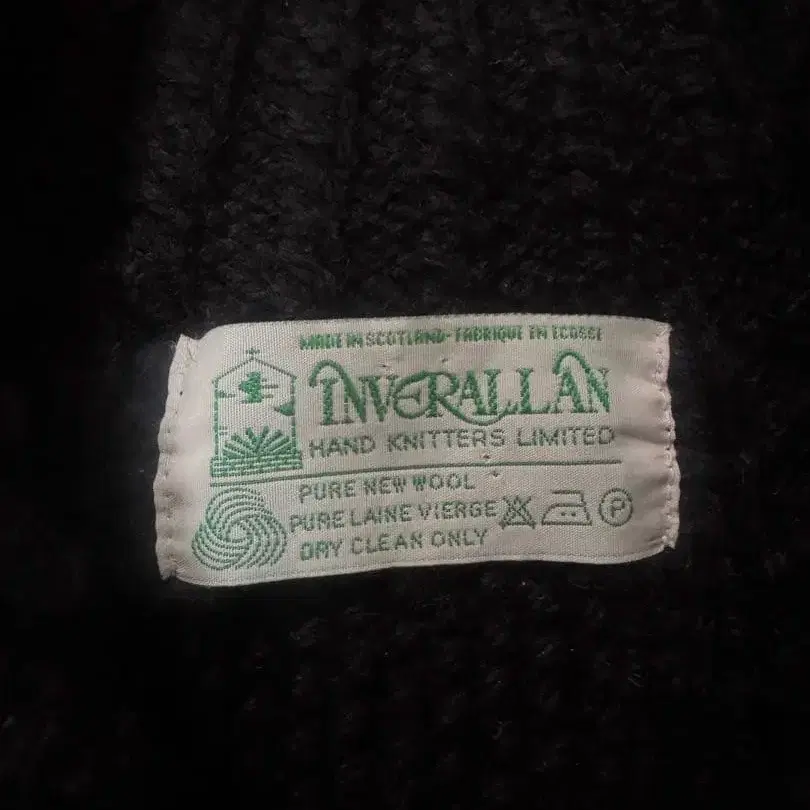 MADE IN SCOTLAND-FABRIQUE EN ECOSSE
INVERALLAN
HAND KNITTERS LIMITED
PURE NEW WOOL
PURE LAINE VIERGE
DRY CLEAN ONLY
P